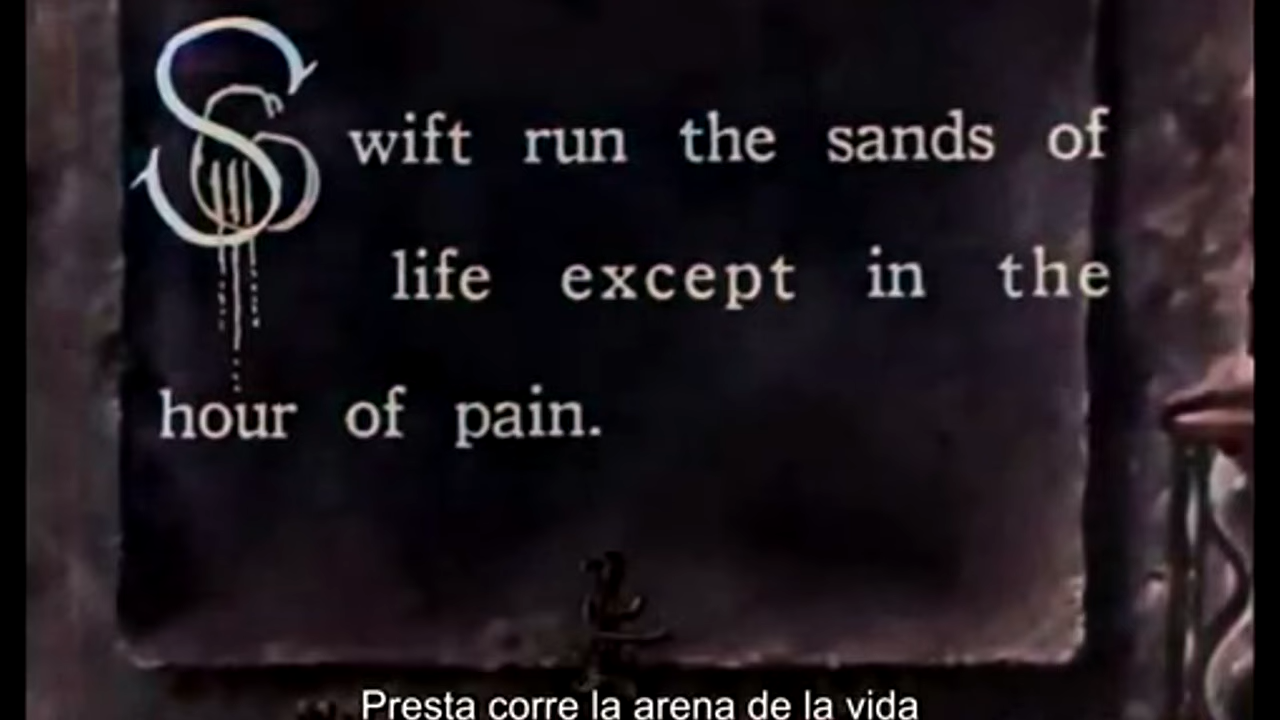 Swift run the sands of
life except in the
hour of pain.
Presta corre la arena de la vida